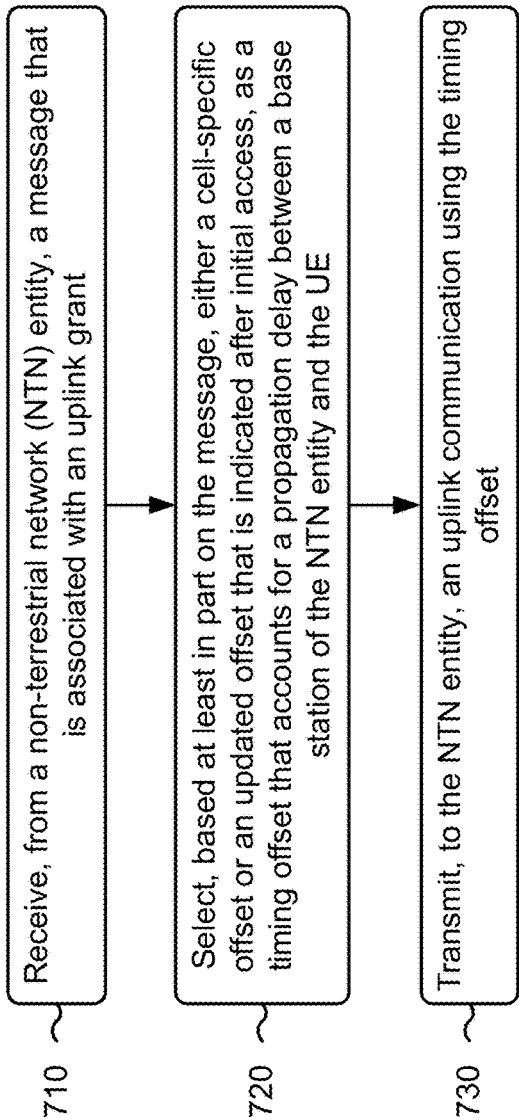 710
Receive, from a non-terrestrial network (NTN) entity, a message that
is associated with an uplink grant
720
Select, based at least in part on the message, either a cell-specific
offset or an updated offset that is indicated after initial access, as a
timing offset that accounts for a propagation delay between a base
station of the NTN entity and the UE
730
Transmit, to the NTN entity, an uplink communication using the timing
offset